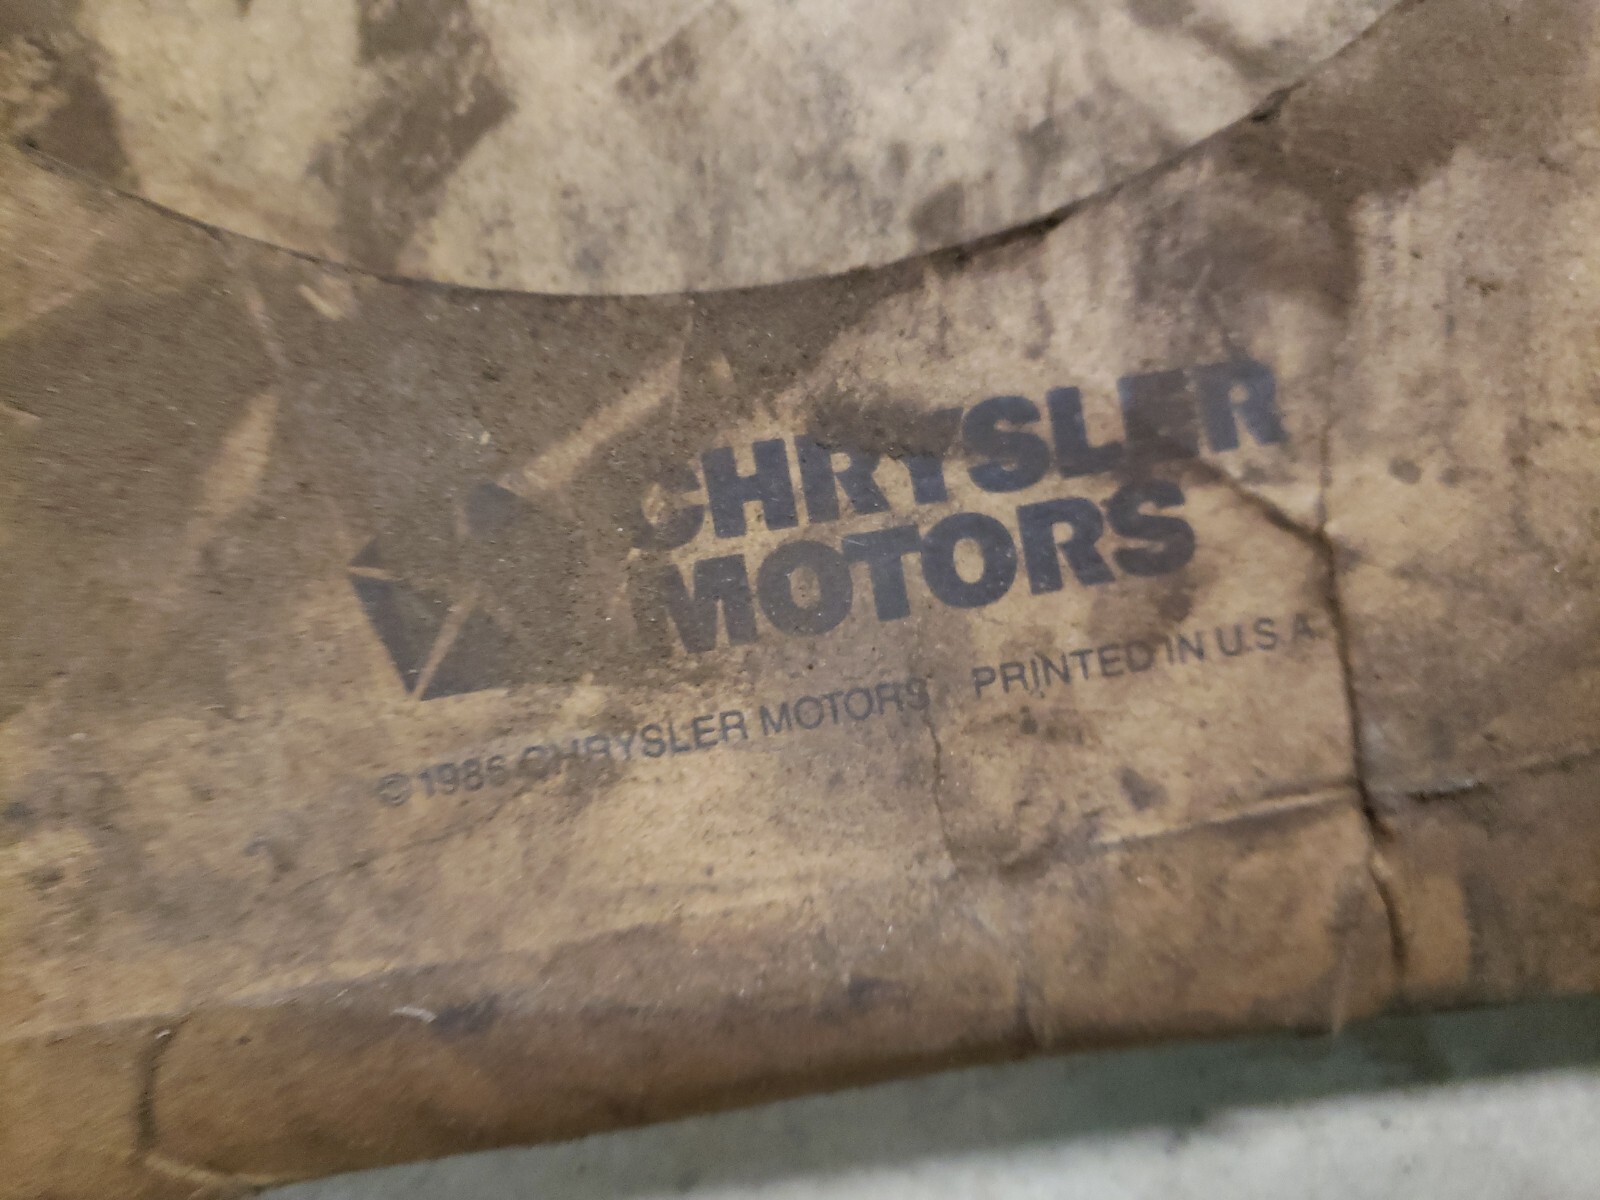 CHRYSLER
MOTORS
©1986 CHRYSLER MOTORS PRINTED IN U.S.A.